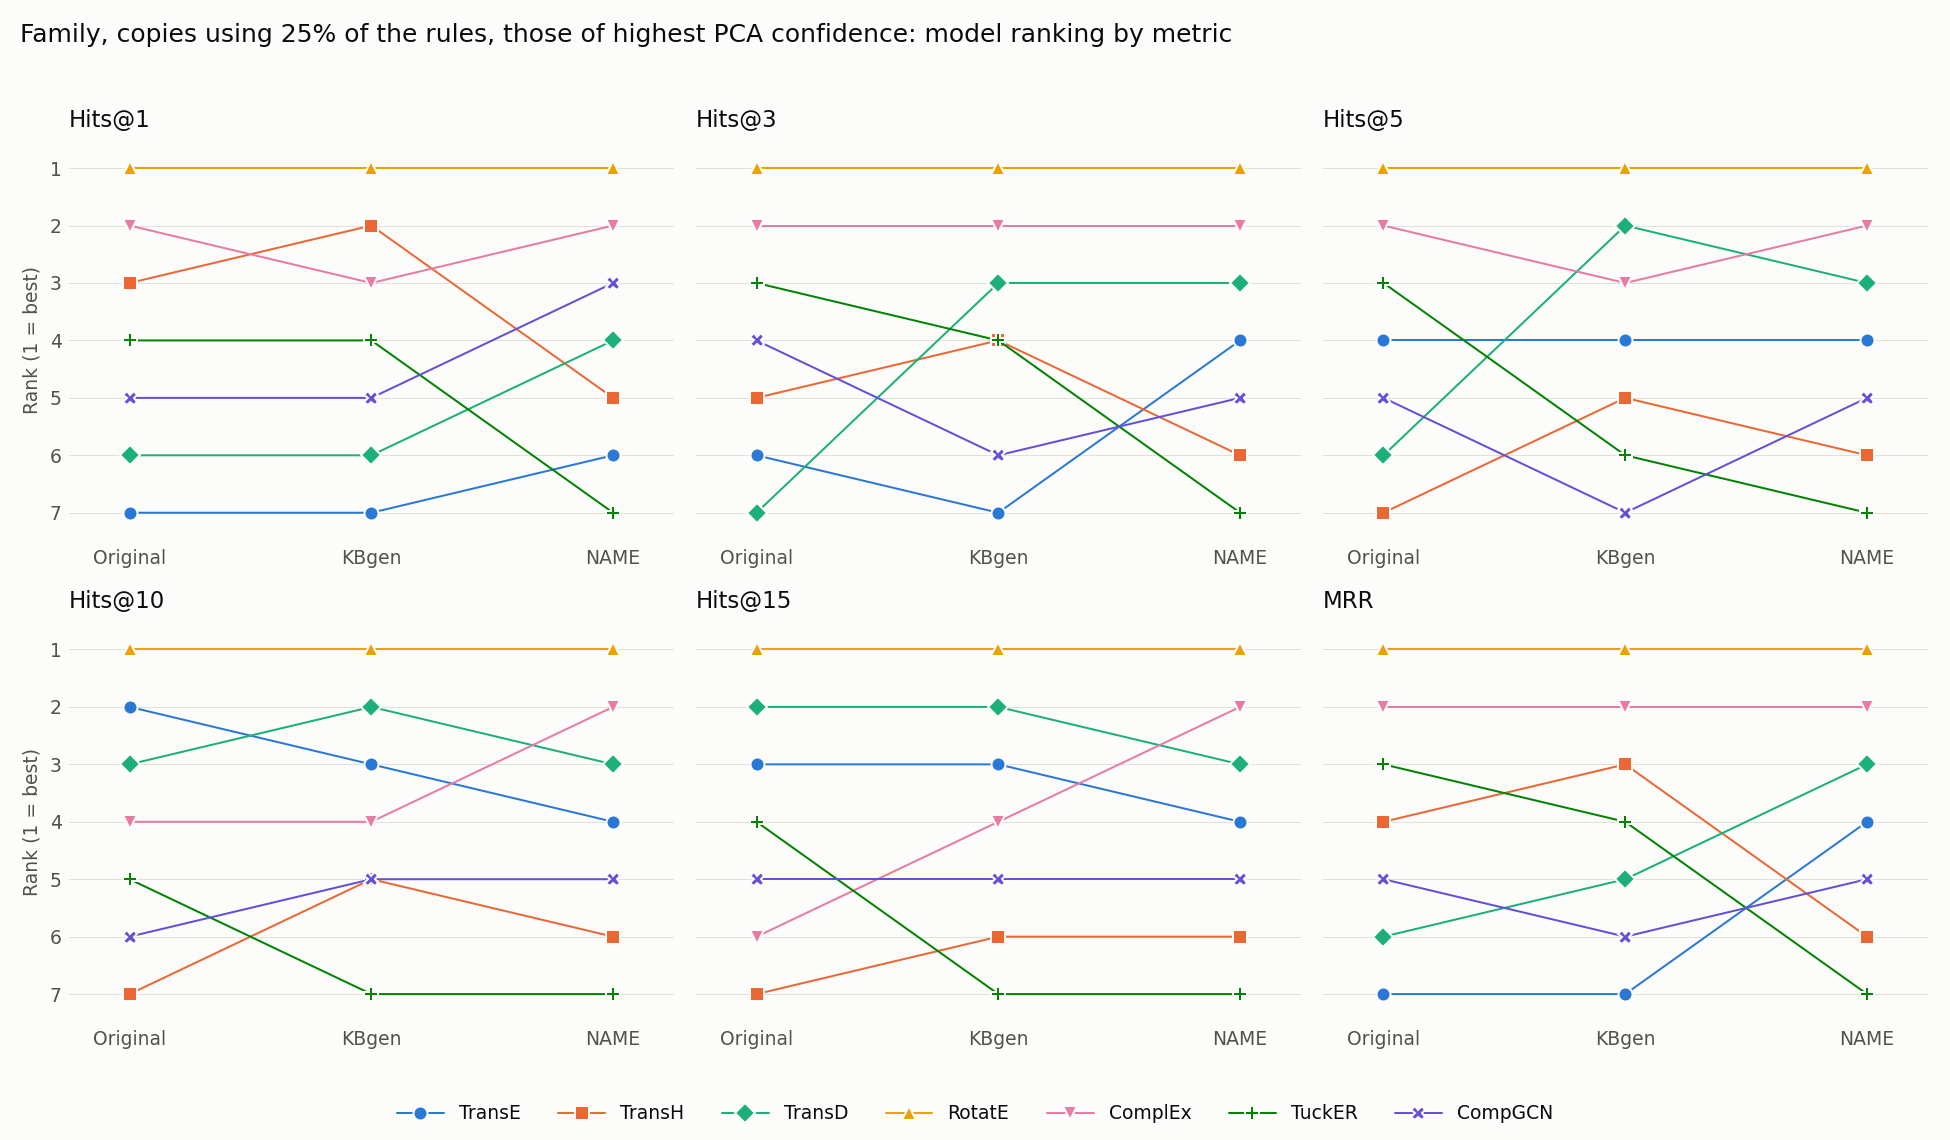 Family, copies using 25% of the rules, those of highest PCA confidence: model ranking by metric
Hits@1
Hits@3
Hits@5
Rank (1 = best)
1
2
3
4
5
6
7
Original
KBgen
NAME
Original
KBgen
NAME
Original
KBgen
NAME
Hits@10
Hits@15
MRR
Rank (1 = best)
1
2
3
4
5
6
7
Original
KBgen
NAME
Original
KBgen
NAME
Original
KBgen
NAME
TransE
TransH
TransD
RotatE
ComplEx
TuckER
CompGCN